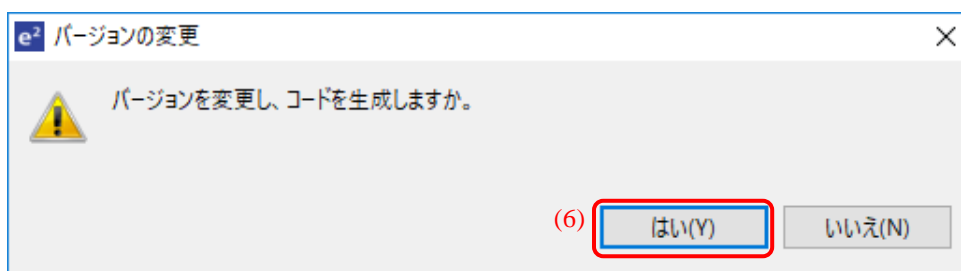 e² バージョンの変更
バージョンを変更し、コードを生成しますか。
(6) はい(Y) いいえ(N)